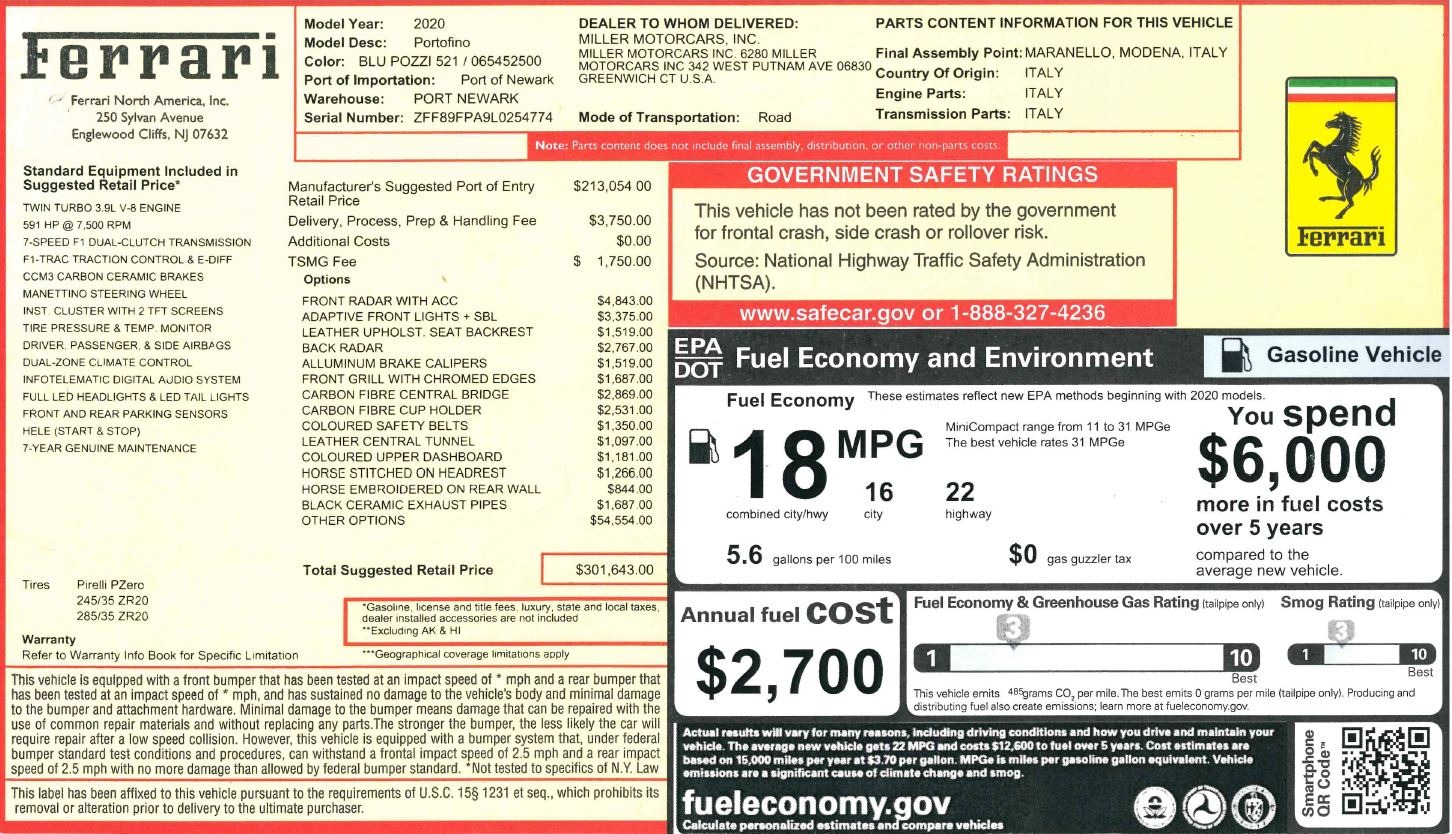 Ferrari
Ferrari North America, Inc.
250 Sylvan Avenue
Englewood Cliffs, NJ 07632
Model Year: 2020
Model Desc: Portofino
Color: BLU POZZI 521 / 065452500
Port of Importation: Port of Newark
Warehouse: PORT NEWARK
Serial Number: ZFF89FPA9L0254774
DEALER TO WHOM DELIVERED:
MILLER MOTORCARS, INC.
MILLER MOTORCARS INC. 6280 MILLER
MOTORCARS INC 342 WEST PUTNAM AVE 06830
GREENWICH CT U.S.A.
Mode of Transportation: Road
PARTS CONTENT INFORMATION FOR THIS VEHICLE
Final Assembly Point: MARANELLO, MODENA, ITALY
Country Of Origin: ITALY
Engine Parts: ITALY
Transmission Parts: ITALY
Note: Parts content does not include final assembly, distribution, or other non-parts costs.
Ferrari
Standard Equipment Included in
Suggested Retail Price*
TWIN TURBO 3.9L V-8 ENGINE
591 HP @ 7,500 RPM
7-SPEED F1 DUAL-CLUTCH TRANSMISSION
F1-TRAC TRACTION CONTROL & E-DIFF
CCM3 CARBON CERAMIC BRAKES
MANETTINO STEERING WHEEL
INST. CLUSTER WITH 2 TFT SCREENS
TIRE PRESSURE & TEMP. MONITOR
DRIVER, PASSENGER, & SIDE AIRBAGS
DUAL-ZONE CLIMATE CONTROL
INFOTELEMATIC DIGITAL AUDIO SYSTEM
FULL LED HEADLIGHTS & LED TAIL LIGHTS
FRONT AND REAR PARKING SENSORS
HELE (START & STOP)
7-YEAR GENUINE MAINTENANCE
Tires Pirelli PZero
245/35 ZR20
285/35 ZR20
Warranty
Refer to Warranty Info Book for Specific Limitation
Manufacturer's Suggested Port of Entry $213,054.00
Retail Price
Delivery, Process, Prep & Handling Fee $3,750.00
Additional Costs $0.00
TSMG Fee $ 1,750.00
Options
FRONT RADAR WITH ACC $4,843.00
ADAPTIVE FRONT LIGHTS + SBL $3,375.00
LEATHER UPHOLST. SEAT BACKREST $1,519.00
BACK RADAR $2,767.00
ALUMINUM BRAKE CALIPERS $1,519.00
FRONT GRILL WITH CHROMED EDGES $1,687.00
CARBON FIBRE CENTRAL BRIDGE $2,869.00
CARBON FIBRE CUP HOLDER $2,531.00
COLOURED SAFETY BELTS $1,350.00
LEATHER CENTRAL TUNNEL $1,097.00
COLOURED UPPER DASHBOARD $1,181.00
HORSE STITCHED ON HEADREST $1,266.00
HORSE EMBROIDERED ON REAR WALL $844.00
BLACK CERAMIC EXHAUST PIPES $1,687.00
OTHER OPTIONS $54,554.00
Total Suggested Retail Price $301,643.00
*Gasoline, license and title fees, luxury, state and local taxes,
dealer installed accessories are not included
**Excluding AK & HI
***Geographical coverage limitations apply
This vehicle is equipped with a front bumper that has been tested at an impact speed of * mph and a rear bumper that
has been tested at an impact speed of * mph, and has sustained no damage to the vehicle's body and minimal damage
to the bumper and attachment hardware. Minimal damage to the bumper means damage that can be repaired with the
use of common repair materials and without replacing any parts.The stronger the bumper, the less likely the car will
require repair after a low speed collision. However, this vehicle is equipped with a bumper system that, under federal
bumper standard test conditions and procedures, can withstand a frontal impact speed of 2.5 mph and a rear impact
speed of 2.5 mph with no more damage than allowed by federal bumper standard. *Not tested to specifics of N.Y. Law
This label has been affixed to this vehicle pursuant to the requirements of U.S.C. 15§ 1231 et seq., which prohibits its
removal or alteration prior to delivery to the ultimate purchaser.
GOVERNMENT SAFETY RATINGS
This vehicle has not been rated by the government
for frontal crash, side crash or rollover risk.
Source: National Highway Traffic Safety Administration
(NHTSA).
www.safecar.gov or 1-888-327-4236
EPA
DOT Fuel Economy and Environment
Gasoline Vehicle
Fuel Economy These estimates reflect new EPA methods beginning with 2020 models.
18 MPG
combined city/hwy
16
city
22
highway
MiniCompact range from 11 to 31 MPGe
The best vehicle rates 31 MPGe
5.6 gallons per 100 miles
$0 gas guzzler tax
You spend
$6,000
more in fuel costs
over 5 years
compared to the
average new vehicle.
Annual fuel cost
$2,700
Fuel Economy & Greenhouse Gas Rating (tailpipe only)
3
1 10
Best
Smog Rating (tailpipe only)
3
1 10
Best
This vehicle emits 485grams CO2 per mile. The best emits 0 grams per mile (tailpipe only). Producing and
distributing fuel also create emissions; learn more at fueleconomy.gov.
Actual results will vary for many reasons, including driving conditions and how you drive and maintain your
vehicle. The average new vehicle gets 22 MPG and costs $12,600 to fuel over 5 years. Cost estimates are
based on 15,000 miles per year at $3.70 per gallon. MPGe is miles per gasoline gallon equivalent. Vehicle
emissions are a significant cause of climate change and smog.
fueleconomy.gov
Calculate personalized estimates and compare vehicles
Smartphone
QR Code™